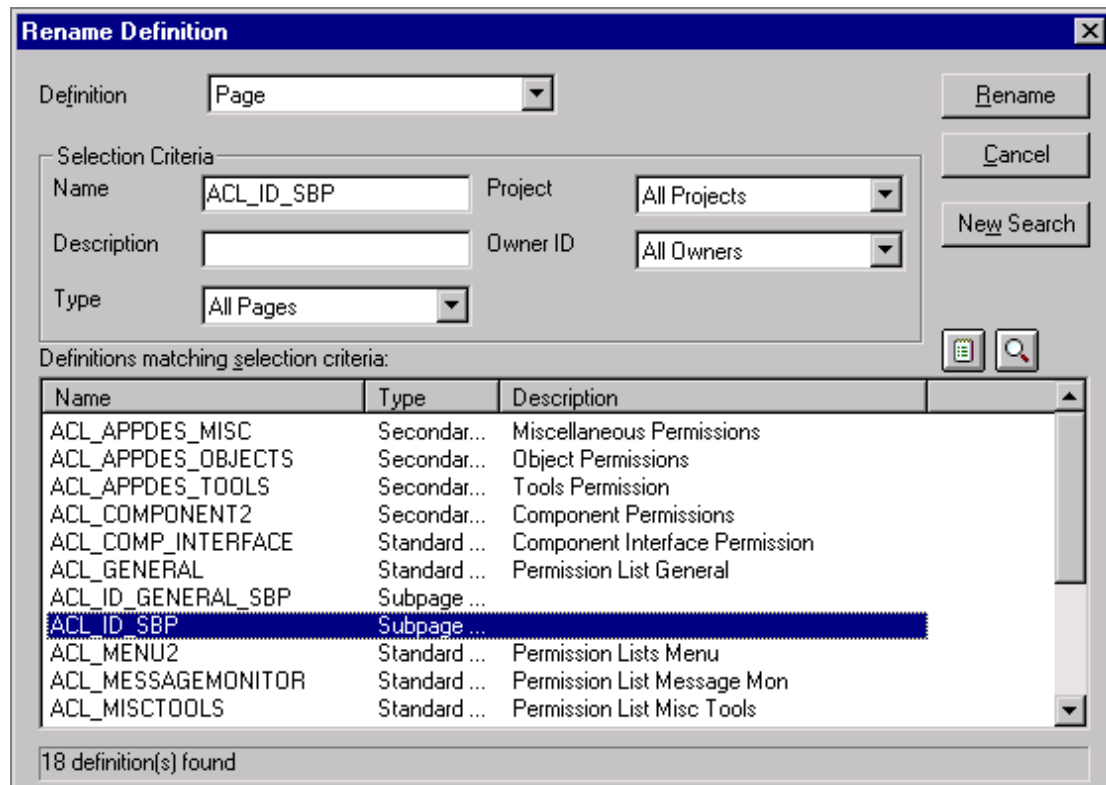 Rename Definition
Definition Page Rename
Selection Criteria Cancel
Name ACL_ID_SBP Project All Projects
New Search
Description Owner ID All Owners
Type All Pages
Definitions matching selection criteria:
Name Type Description
ACL_APPDES_MISC Secondar... Miscellaneous Permissions
ACL_APPDES_OBJECTS Secondar... Object Permissions
ACL_APPDES_TOOLS Secondar... Tools Permission
ACL_COMPONENT2 Secondar... Component Permissions
ACL_COMP_INTERFACE Standard ... Component Interface Permission
ACL_GENERAL Standard ... Permission List General
ACL_ID_GENERAL_SBP Subpage ...
ACL_ID_SBP Subpage ...
ACL_MENU2 Standard ... Permission Lists Menu
ACL_MESSAGEMONITOR Standard ... Permission List Message Mon
ACL_MISCTOOLS Standard ... Permission List Misc Tools
18 definition(s) found